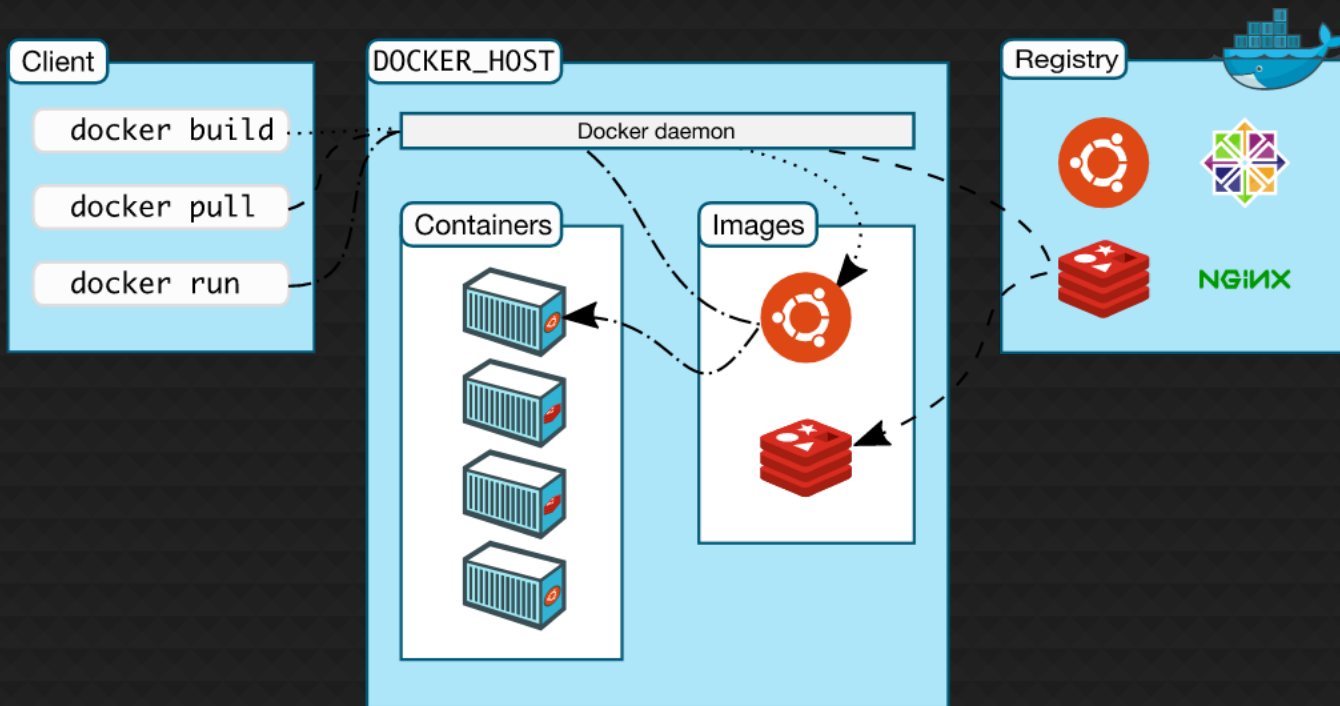 Client
docker build
docker pull
docker run
DOCKER_HOST
Docker daemon
Containers
Images
Registry
NGiNX